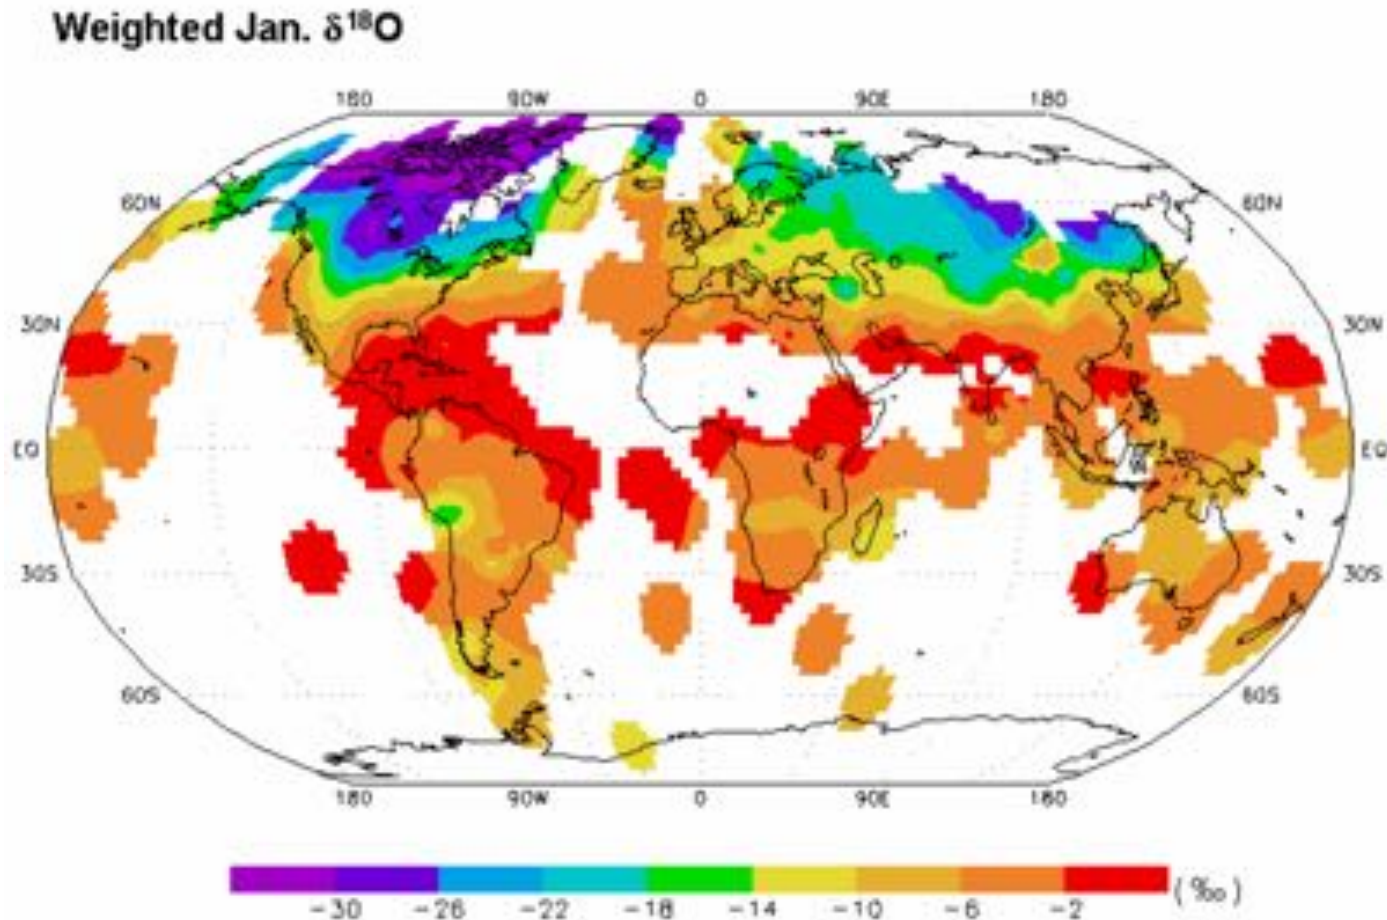 Weighted Jan. δ¹⁸O
180 90W 0 90E 180
60N 60N
30N 30N
EQ EQ
30S 30S
60S 60S
180 90W 0 90E 180
-30 -26 -22 -18 -14 -10 -6 -2 (‰)